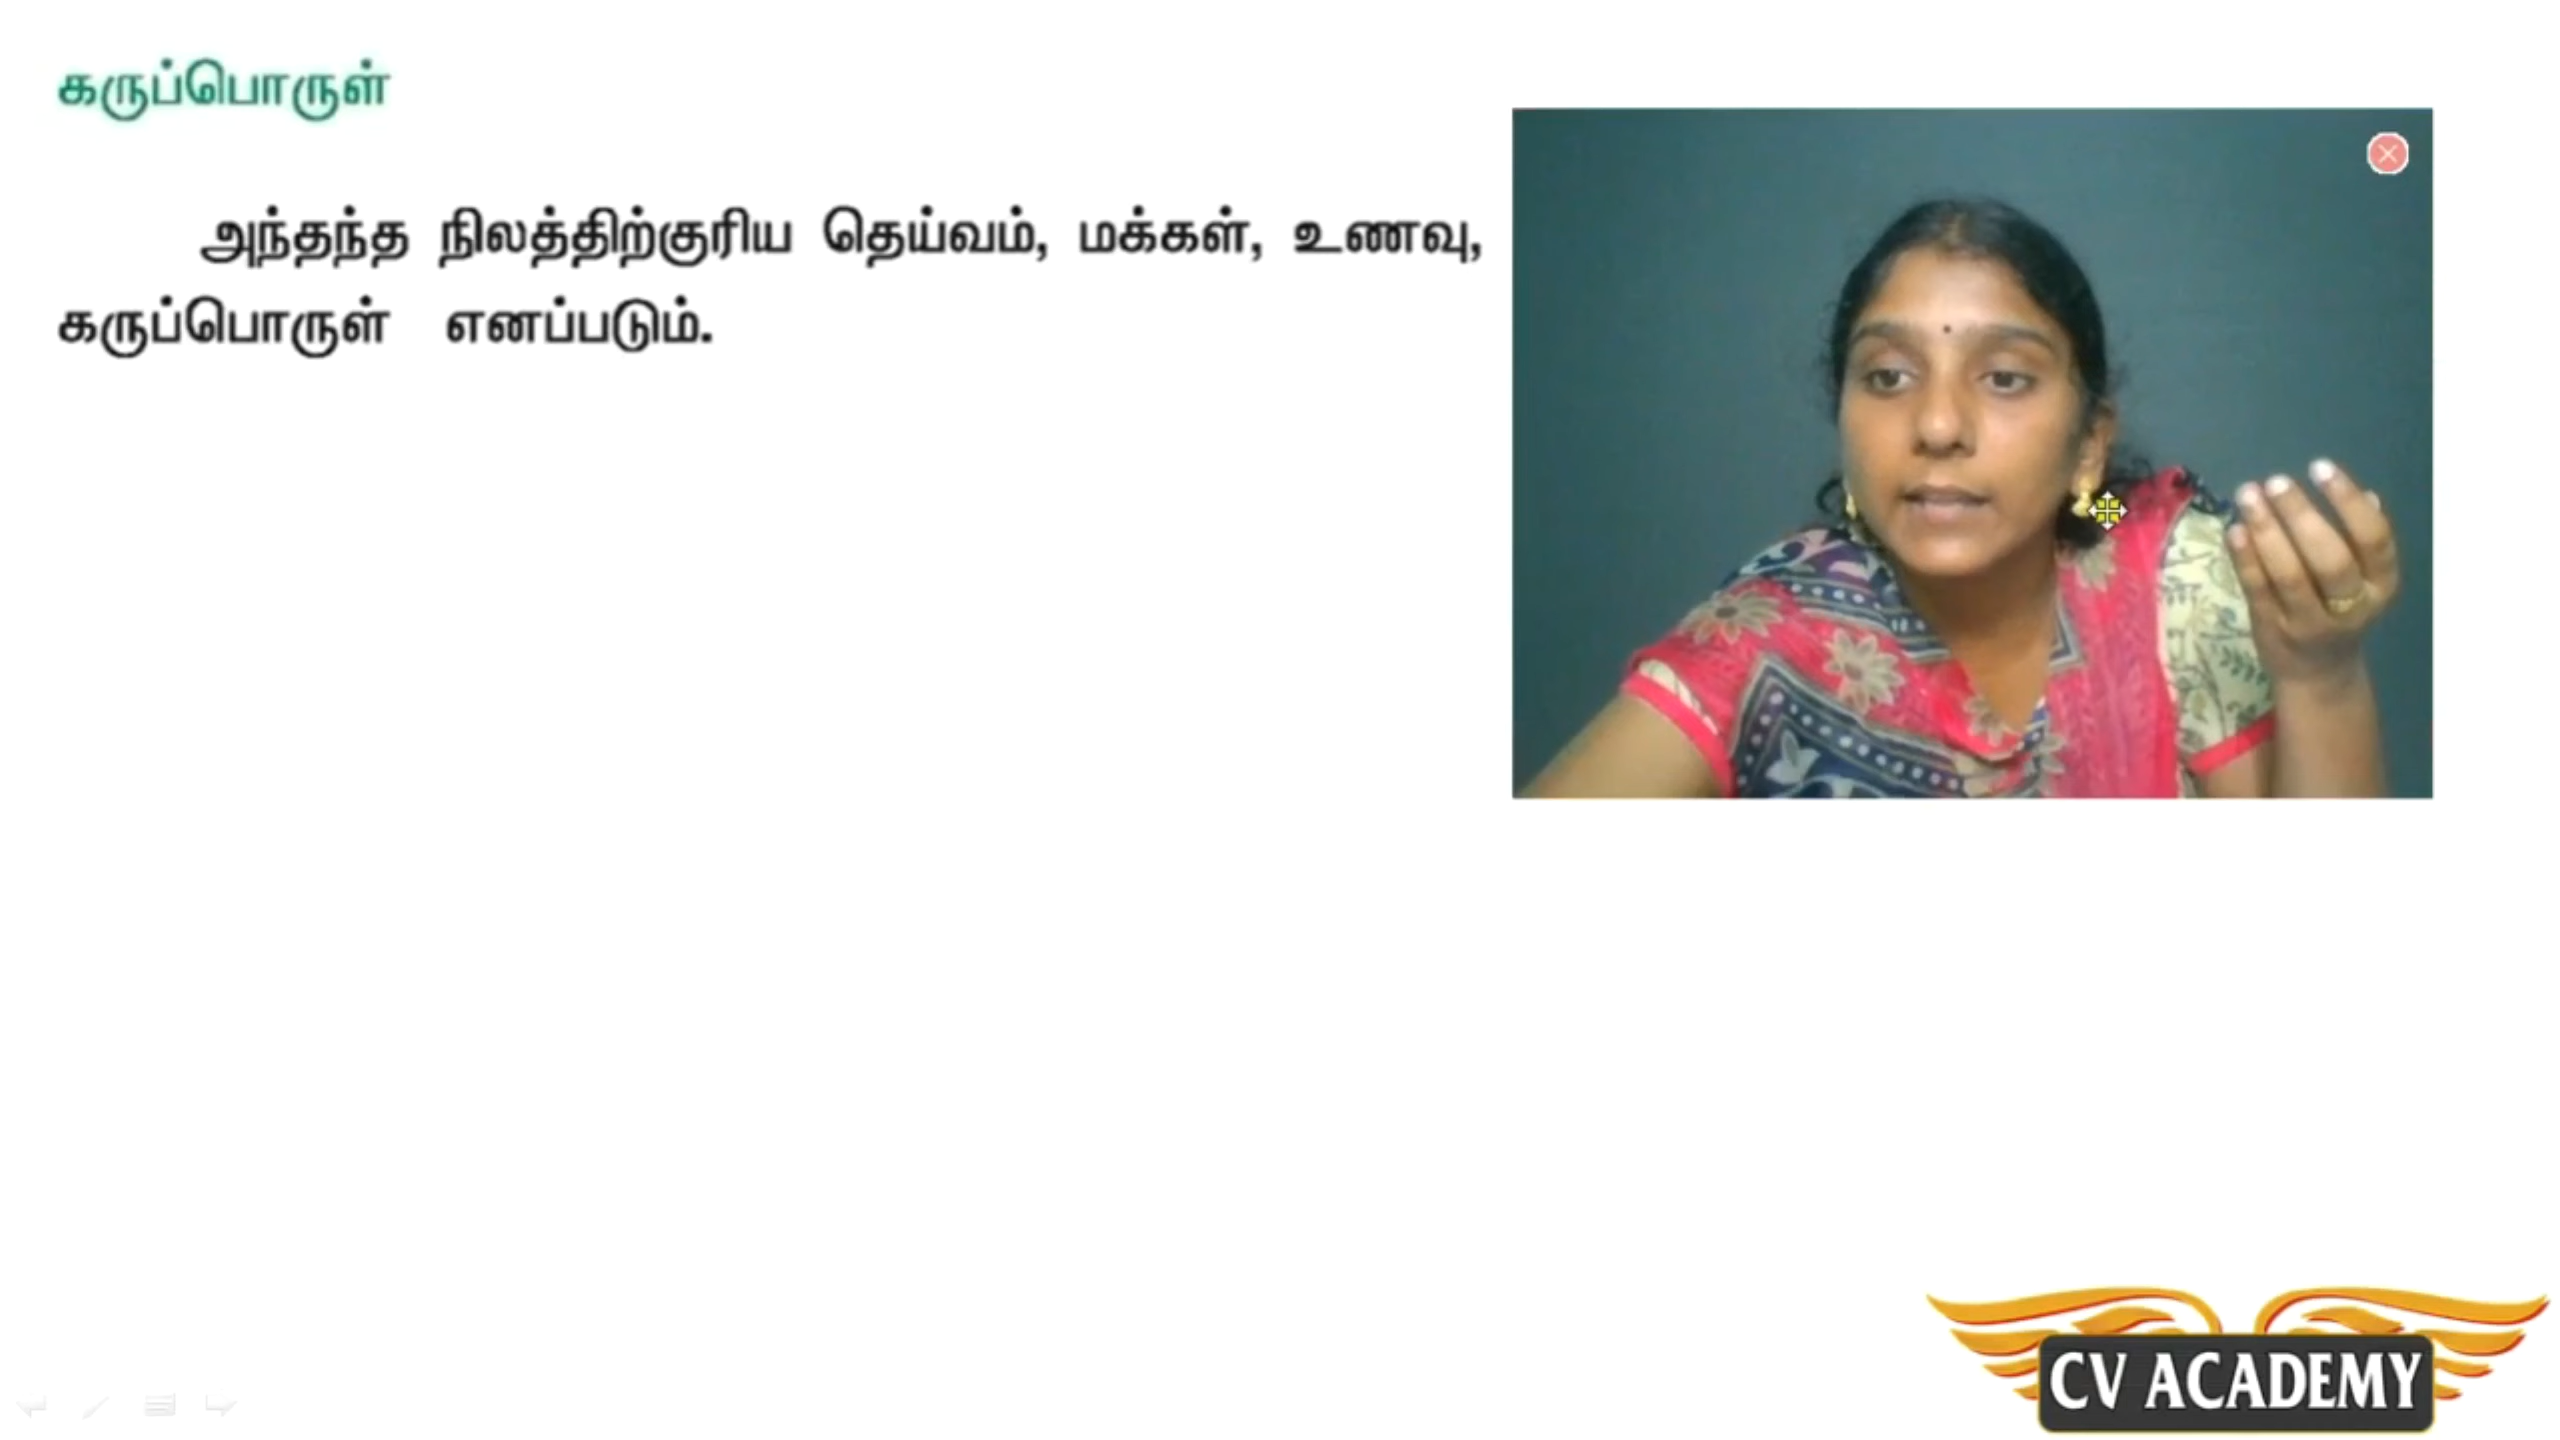 கருப்பொருள்
அந்தந்த நிலத்திற்குரிய தெய்வம், மக்கள், உணவு,
கருப்பொருள் எனப்படும்.
CV ACADEMY